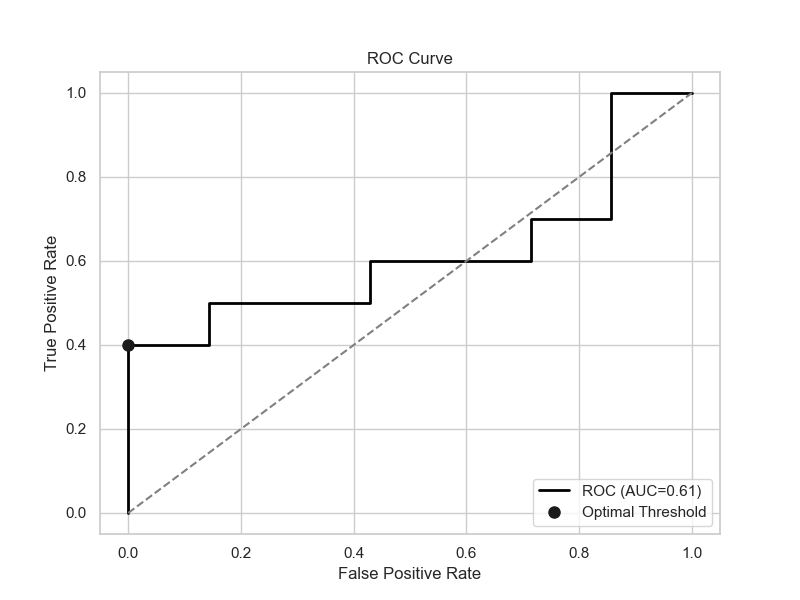 ROC Curve
1.0
0.8
0.6
0.4
0.2
0.0
True Positive Rate
0.0 0.2 0.4 0.6 0.8 1.0
False Positive Rate
ROC (AUC=0.61)
Optimal Threshold